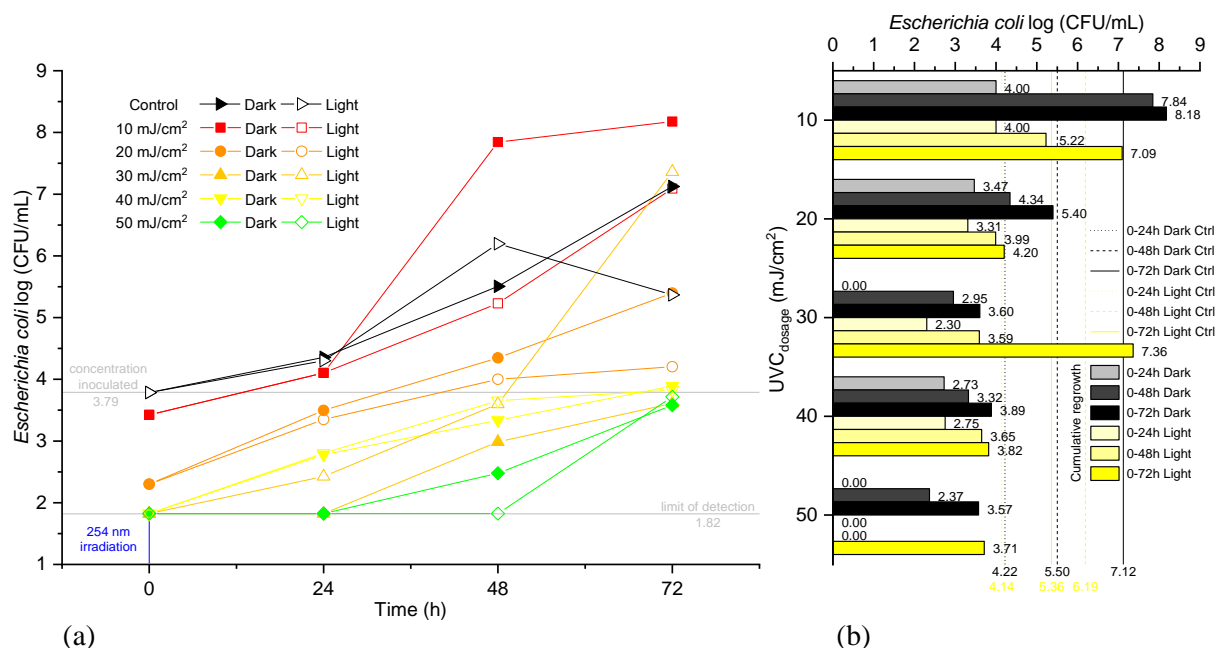 Escherichia coli log (CFU/mL)
9
8
7
6
5
4
3
2
1
Control Dark Light
10 mJ/cm² Dark Light
20 mJ/cm² Dark Light
30 mJ/cm² Dark Light
40 mJ/cm² Dark Light
50 mJ/cm² Dark Light
concentration
inoculated
3.79
limit of detection
1.82
254 nm
irradiation
0 24 48 72
Time (h)
(a)
Escherichia coli log (CFU/mL)
0 1 2 3 4 5 6 7 8 9
UVCdosage (mJ/cm²)
10
20
30
40
50
4.00
7.84
8.18
4.00
5.22
7.09
3.47
4.34
5.40
3.31
3.99
4.20
0.00
2.95
3.60
2.30
3.59
7.36
2.73
3.32
3.89
2.75
3.65
3.82
0.00
2.37
3.57
0.00
0.00
3.71
0-24h Dark Ctrl
0-48h Dark Ctrl
0-72h Dark Ctrl
0-24h Light Ctrl
0-48h Light Ctrl
0-72h Light Ctrl
Cumulative regrowth
0-24h Dark
0-48h Dark
0-72h Dark
0-24h Light
0-48h Light
0-72h Light
4.22 5.50 7.12
4.14 5.36 6.19
(b)